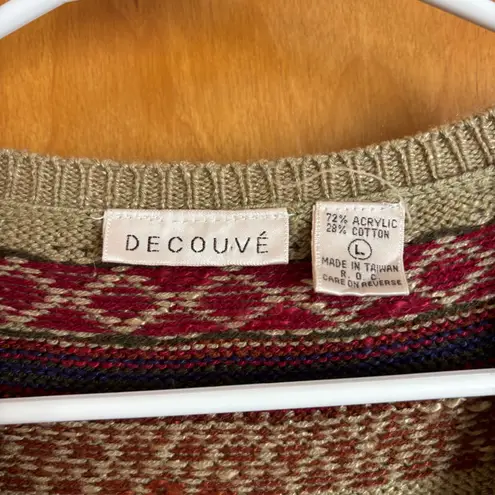 DECOUVÉ
72% ACRYLIC
28% COTTON
L
MADE IN TAIWAN
R. O. C.
CARE ON REVERSE